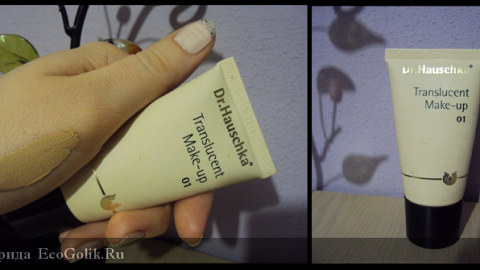 Dr.Hauschka
Translucent
Make-up
01
Dr.Hauschka
Translucent
Make-up
01
рида EcoGolik.Ru